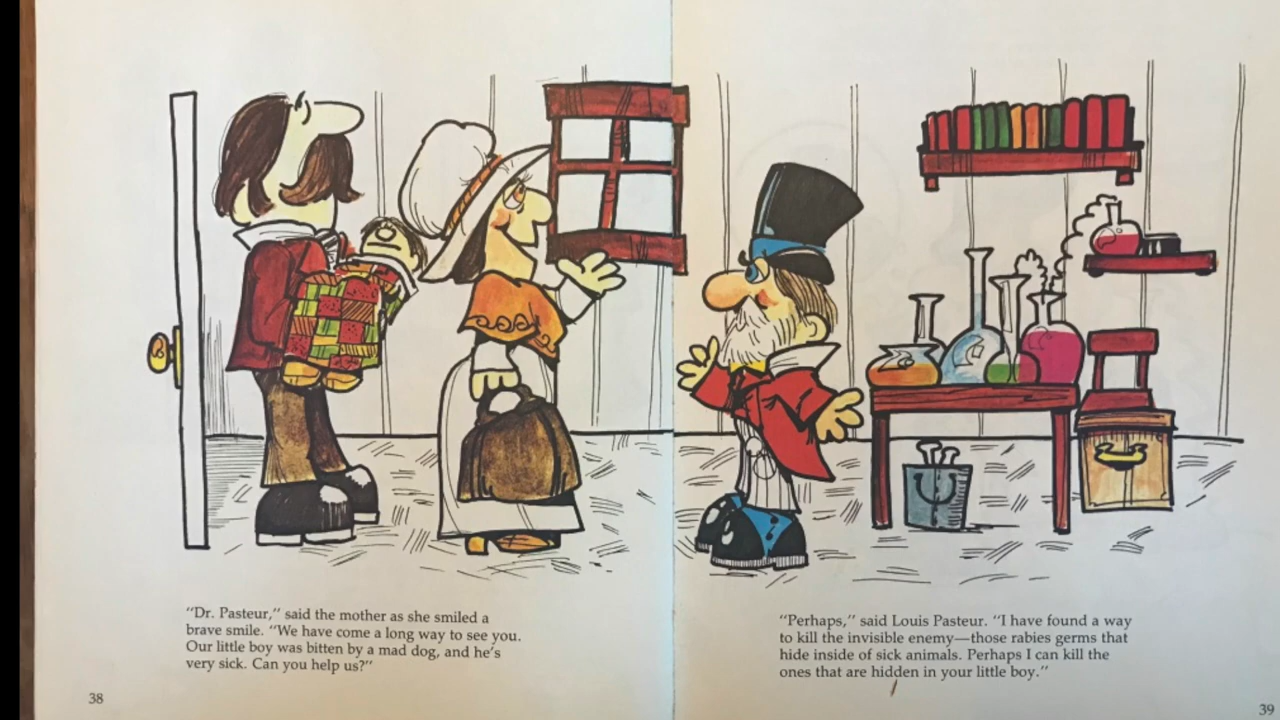 "Dr. Pasteur," said the mother as she smiled a
brave smile. "We have come a long way to see you.
Our little boy was bitten by a mad dog, and he's
very sick. Can you help us?"
38
"Perhaps," said Louis Pasteur. "I have found a way
to kill the invisible enemy—those rabies germs that
hide inside of sick animals. Perhaps I can kill the
ones that are hidden in your little boy."
39